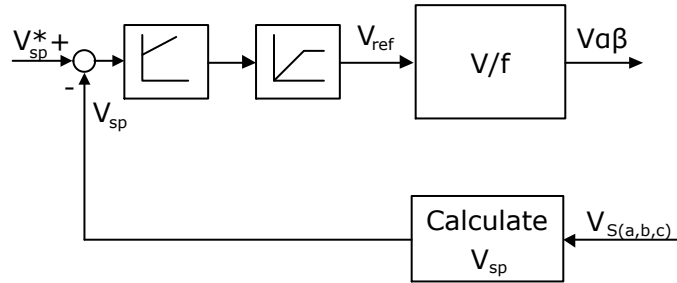 V*sp +
-
Vsp
Vref
V/f
Vαβ
Calculate
Vsp
VS(a,b,c)